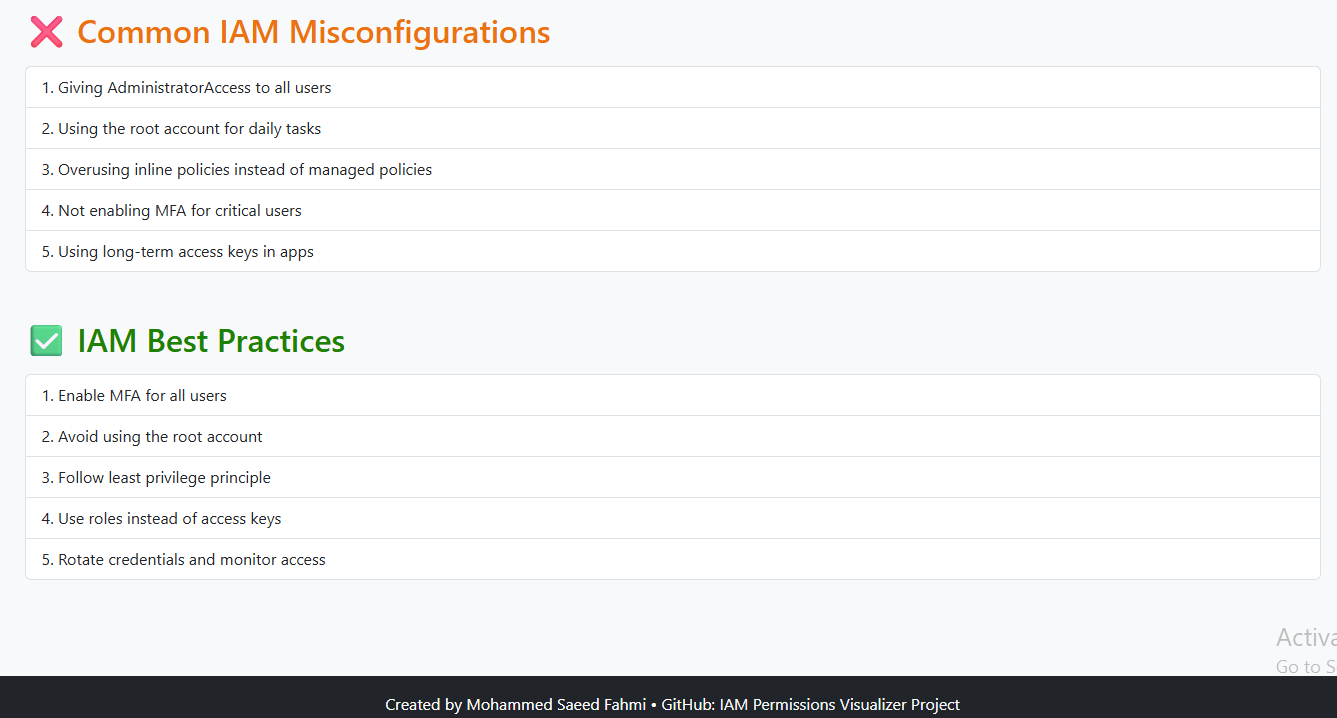 ❌ Common IAM Misconfigurations
1. Giving AdministratorAccess to all users
2. Using the root account for daily tasks
3. Overusing inline policies instead of managed policies
4. Not enabling MFA for critical users
5. Using long-term access keys in apps
✅ IAM Best Practices
1. Enable MFA for all users
2. Avoid using the root account
3. Follow least privilege principle
4. Use roles instead of access keys
5. Rotate credentials and monitor access
Activa
Go to S
Created by Mohammed Saeed Fahmi • GitHub: IAM Permissions Visualizer Project